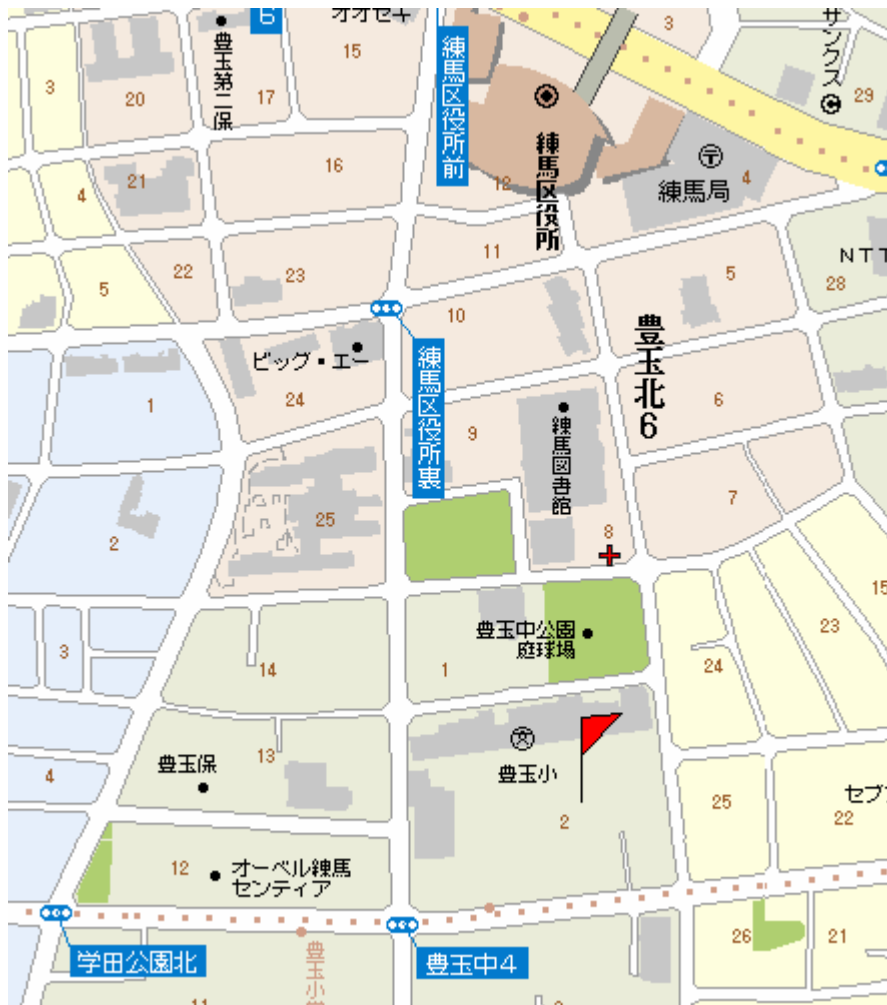 6
オオゼキ
3
サンクス
豊玉第二保
15
練馬区役所前
3
20
17
29
16
練馬区役所
練馬局
4
21
12
4
11
22
23
5
28
NTT
5
10
練馬区役所裏
豊玉北6
ビッグ・エー
1
24
6
9
練馬図書館
25
7
2
8
15
豊玉中公園
庭球場
23
3
14
1
24
豊玉保
13
豊玉小
4
25
セブン
22
2
12
オーベル練馬
センティア
学田公園北
豊玉中4
26
21
豊玉小
11